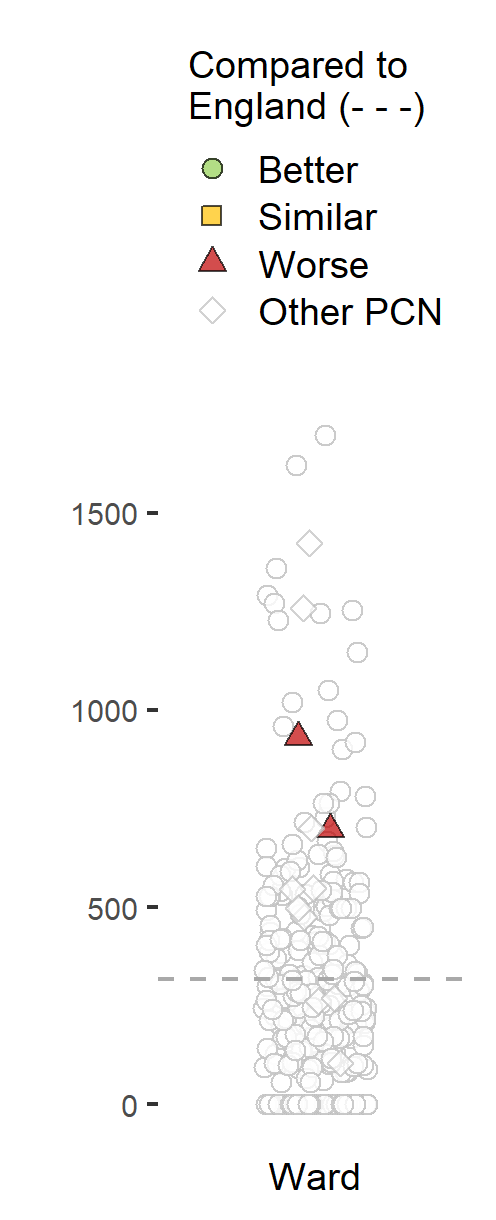 Compared to
England (- - -)
Better
Similar
Worse
Other PCN
1500
1000
500
0
Ward